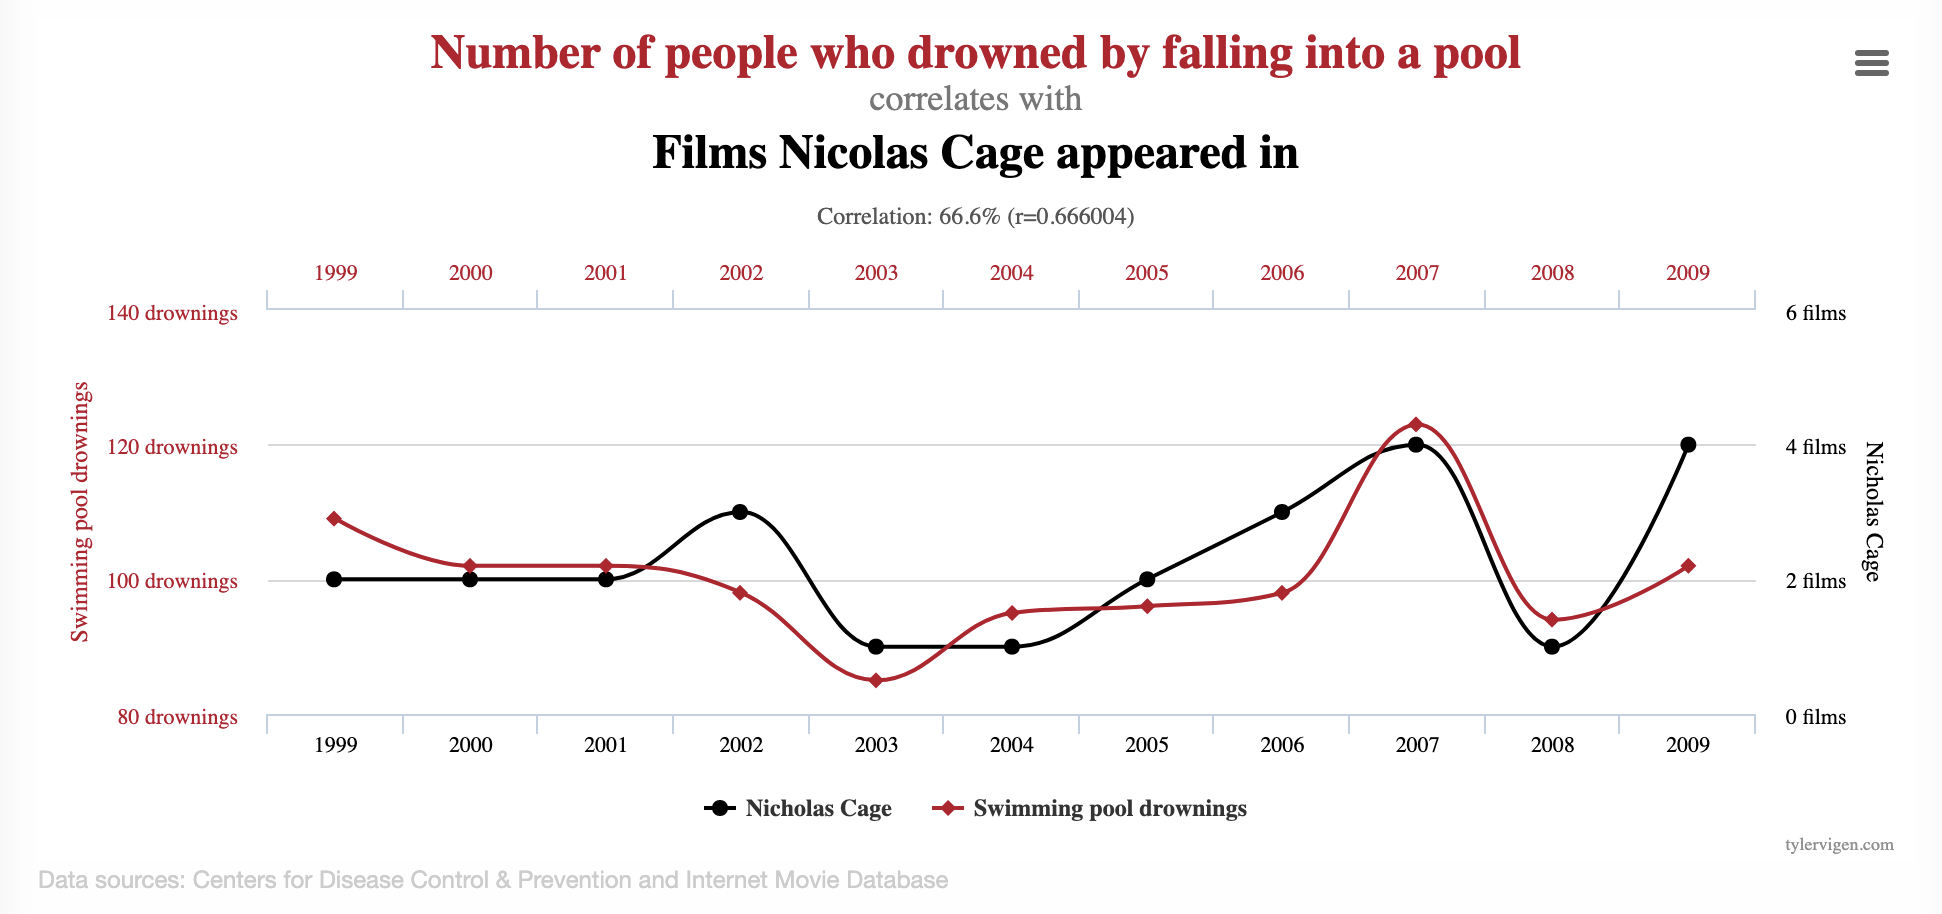 Number of people who drowned by falling into a pool
correlates with
Films Nicolas Cage appeared in
Correlation: 66.6% (r=0.666004)
1999 2000 2001 2002 2003 2004 2005 2006 2007 2008 2009
140 drownings 6 films
120 drownings 4 films
100 drownings 2 films
80 drownings 0 films
Swimming pool drownings
Nicholas Cage
1999 2000 2001 2002 2003 2004 2005 2006 2007 2008 2009
Nicholas Cage Swimming pool drownings
tylervigen.com
Data sources: Centers for Disease Control & Prevention and Internet Movie Database